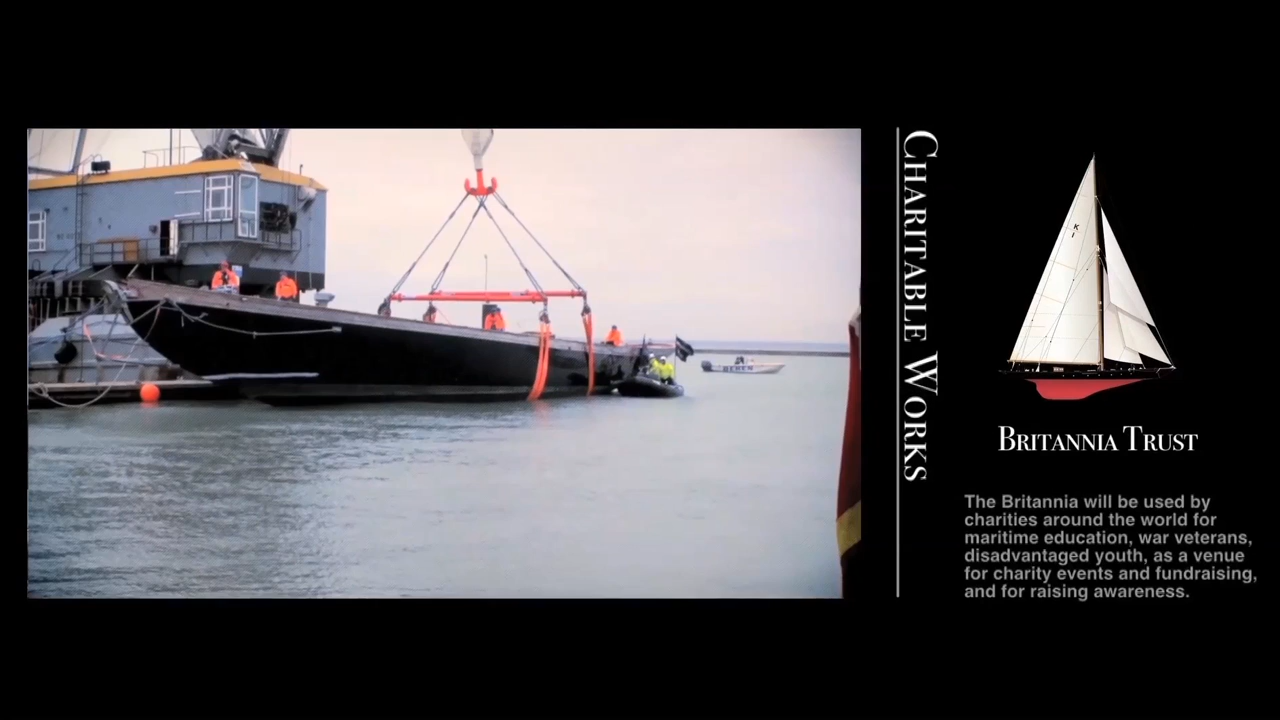 CHARITABLE WORKS
K
1
BRITANNIA TRUST
The Britannia will be used by
charities around the world for
maritime education, war veterans,
disadvantaged youth, as a venue
for charity events and fundraising,
and for raising awareness.